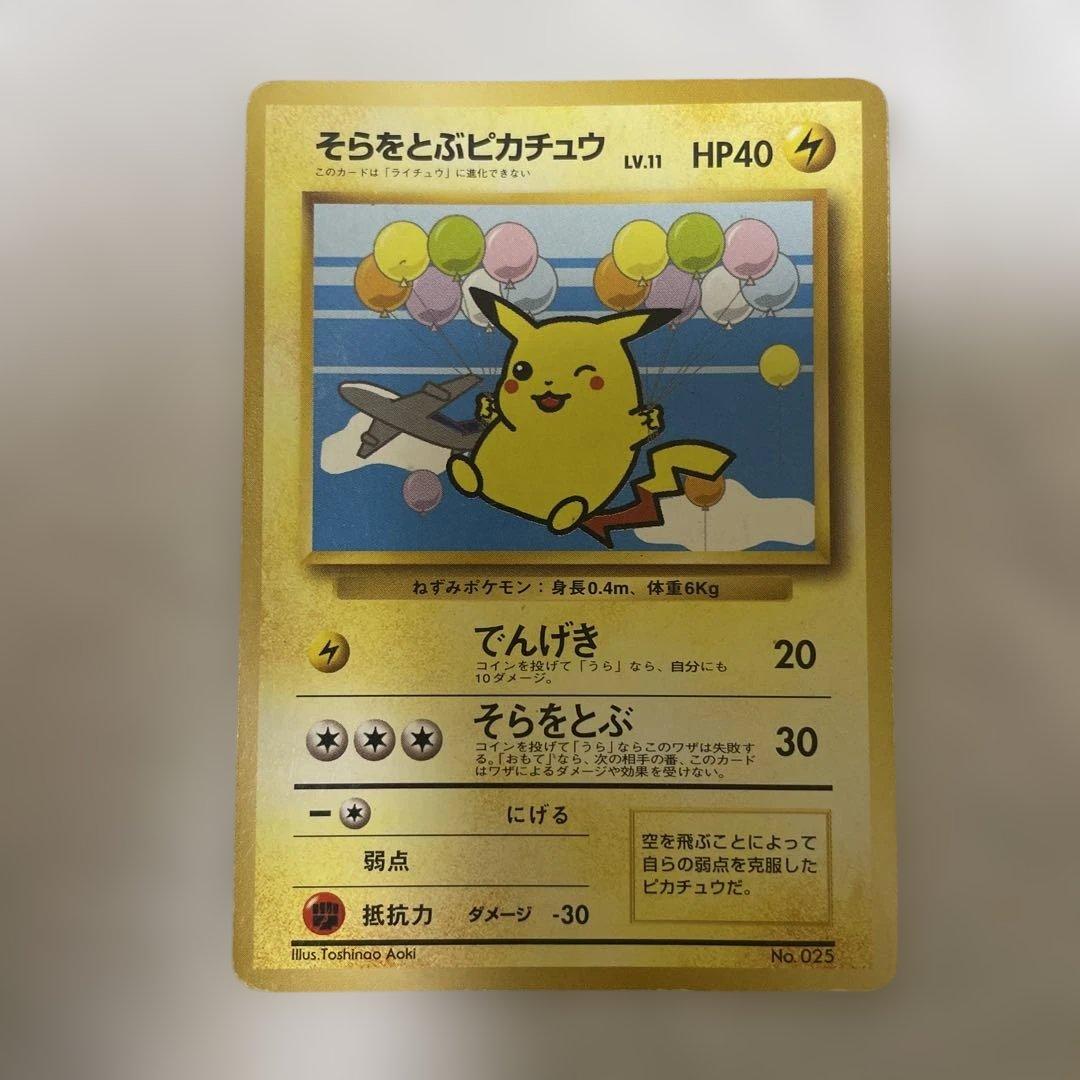 そらをとぶピカチュウ LV.11 HP40
このカードは「ライチュウ」に進化できない
ねずみポケモン：身長0.4m、体重6Kg
でんげき 20
コインを投げて「うら」なら、自分にも
10ダメージ。
そらをとぶ 30
コインを投げて「うら」ならこのワザは失敗す
る。「おもて」なら、次の相手の番、このカード
はワザによるダメージや効果を受けない。
にげる
弱点
抵抗力 ダメージ -30
空を飛ぶことによって
自らの弱点を克服した
ピカチュウだ。
Illus.Toshinao Aoki
No. 025